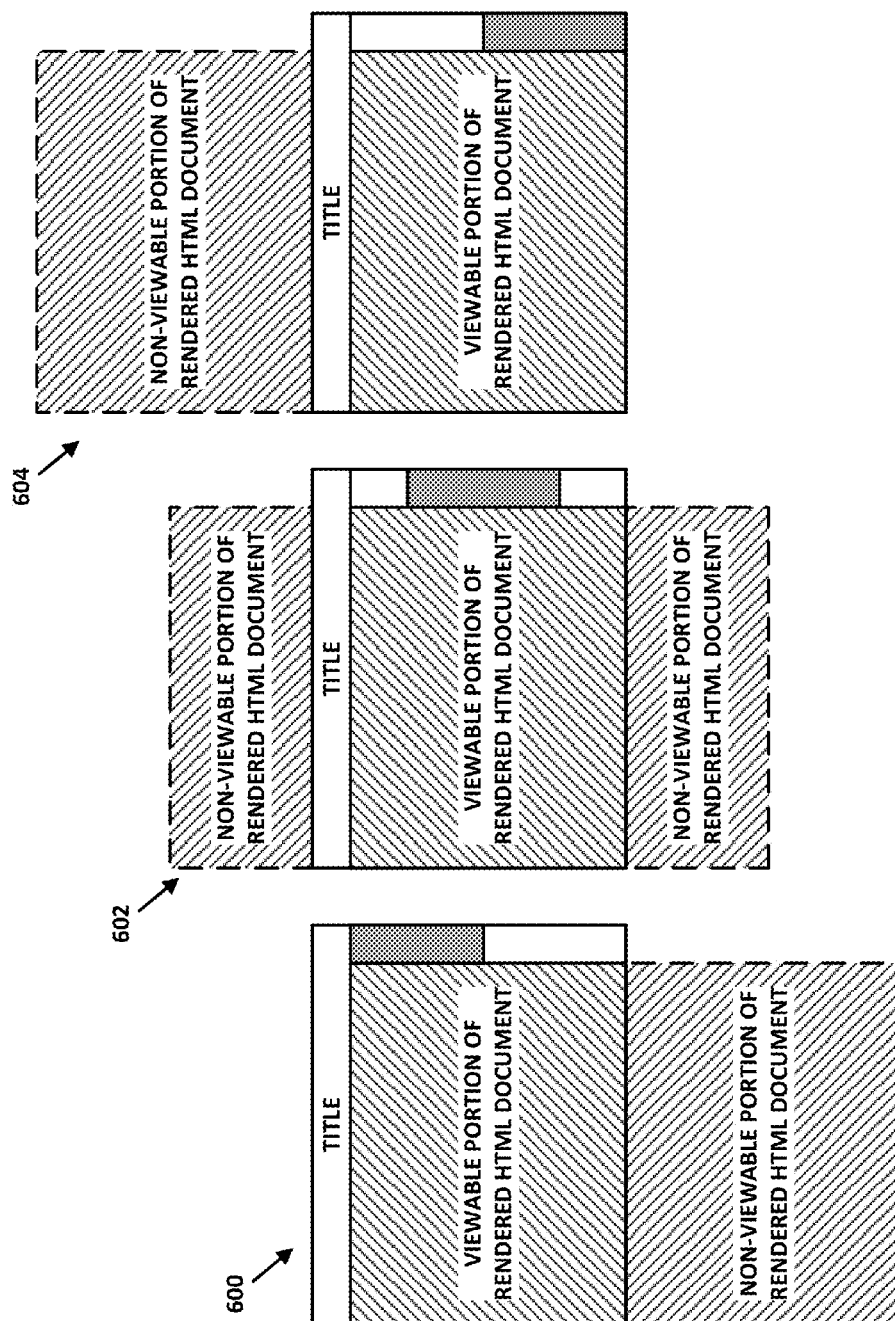 600
TITLE
VIEWABLE PORTION OF
RENDERED HTML DOCUMENT
NON-VIEWABLE PORTION OF
RENDERED HTML DOCUMENT
602
NON-VIEWABLE PORTION OF
RENDERED HTML DOCUMENT
TITLE
VIEWABLE PORTION OF
RENDERED HTML DOCUMENT
NON-VIEWABLE PORTION OF
RENDERED HTML DOCUMENT
604
NON-VIEWABLE PORTION OF
RENDERED HTML DOCUMENT
TITLE
VIEWABLE PORTION OF
RENDERED HTML DOCUMENT